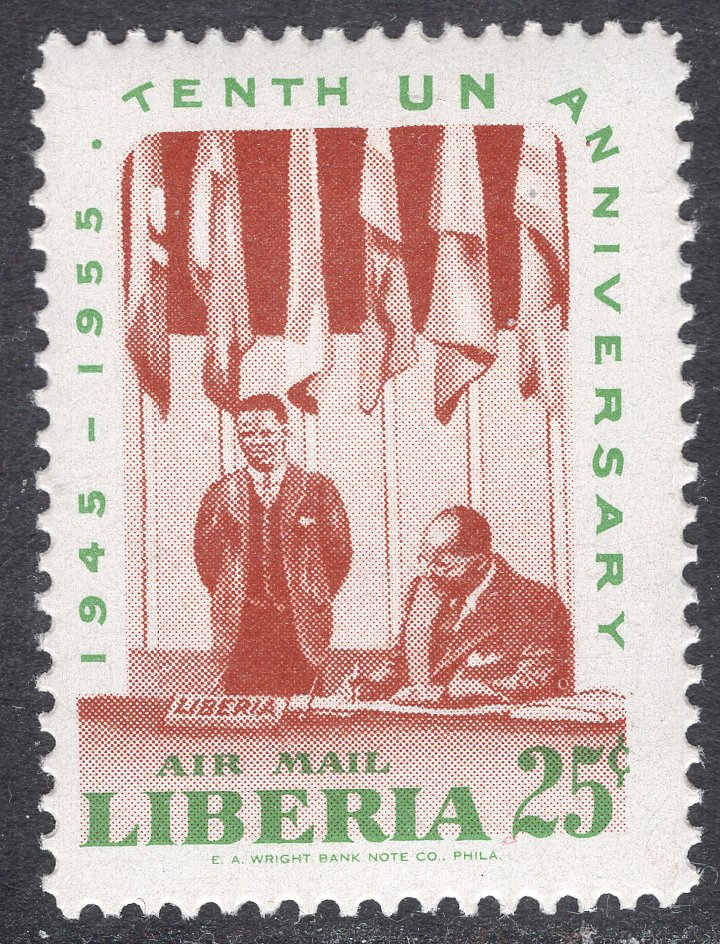 1945 – 1955 · TENTH UN ANNIVERSARY
LIBERIA
AIR MAIL
LIBERIA 25¢
E. A. WRIGHT BANK NOTE CO., PHILA.